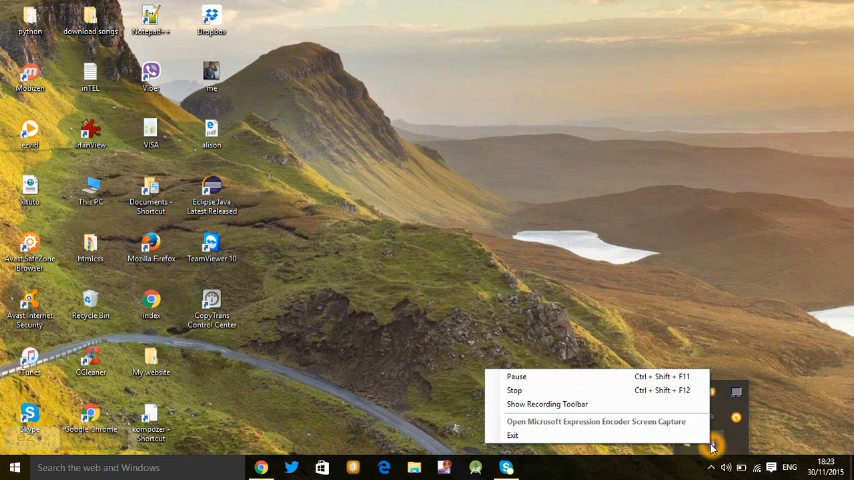 python
download songs
Notepad++
Dropbox
Mobizen
inTEL
Viber
me
ezvid
IrfanView
VISA
alison
xltuto
This PC
Documents -
Shortcut
Eclipse Java
Latest Released
Avast SafeZone
Browser
htmlcss
Mozilla Firefox
TeamViewer 10
Avast Internet
Security
Recycle Bin
index
CopyTrans
Control Center
iTunes
CCleaner
My website
Skype
Google Chrome
kompozer -
Shortcut
Pause Ctrl + Shift + F11
Stop Ctrl + Shift + F12
Show Recording Toolbar
Open Microsoft Expression Encoder Screen Capture
Exit
Search the web and Windows
ENG
18:23
30/11/2015